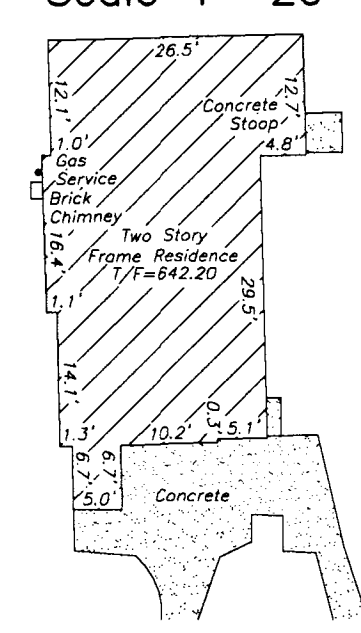 26.5'
12.1'
12.7'
Concrete
Stoop
1.0'
4.8'
Gas
Service
Brick
Chimney
16.4'
Two Story
Frame Residence
T/F=642.20
29.5'
1.1'
14.1'
1.3'
10.2'
0.3'
5.1'
6.7'
6.7'
5.0'
Concrete